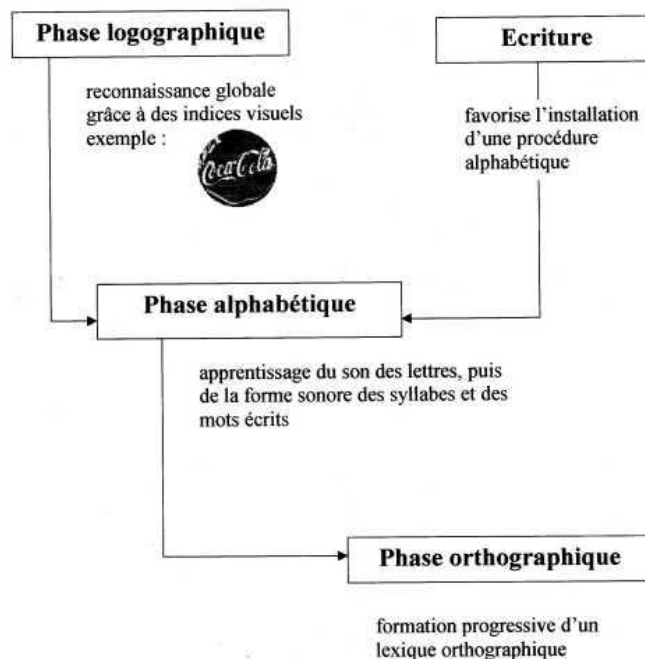 Phase logographique
reconnaissance globale
grâce à des indices visuels
exemple :
Coca-Cola
Ecriture
favorise l'installation
d'une procédure
alphabétique
Phase alphabétique
apprentissage du son des lettres, puis
de la forme sonore des syllabes et des
mots écrits
Phase orthographique
formation progressive d'un
lexique orthographique